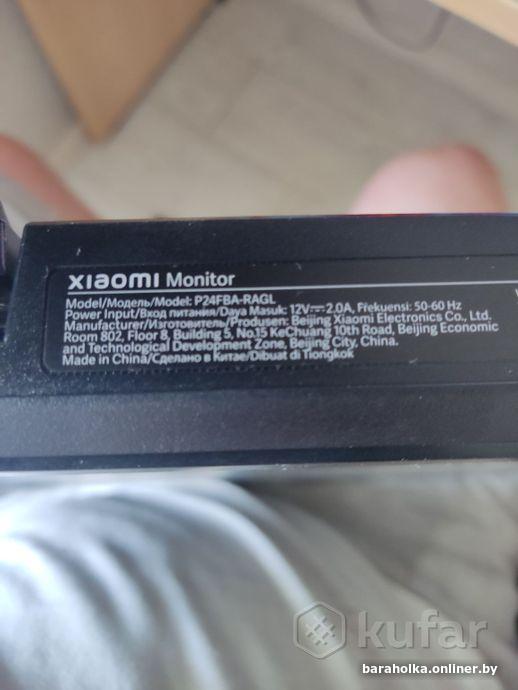 xiaomi Monitor
Model/Модель/Model: P24FBA-RAGL
Power Input/Вход питания/Daya Masuk: 12V⎓2.0A, Frekuensi: 50-60 Hz
Manufacturer/Изготовитель/Produsen: Beijing Xiaomi Electronics Co., Ltd.
Room 802, Floor 8, Building 5, No.15 KeChuang 10th Road, Beijing Economic
and Technological Development Zone, Beijing City, China.
Made in China/Сделано в Китае/Dibuat di Tiongkok
kufar
baraholka.onliner.by